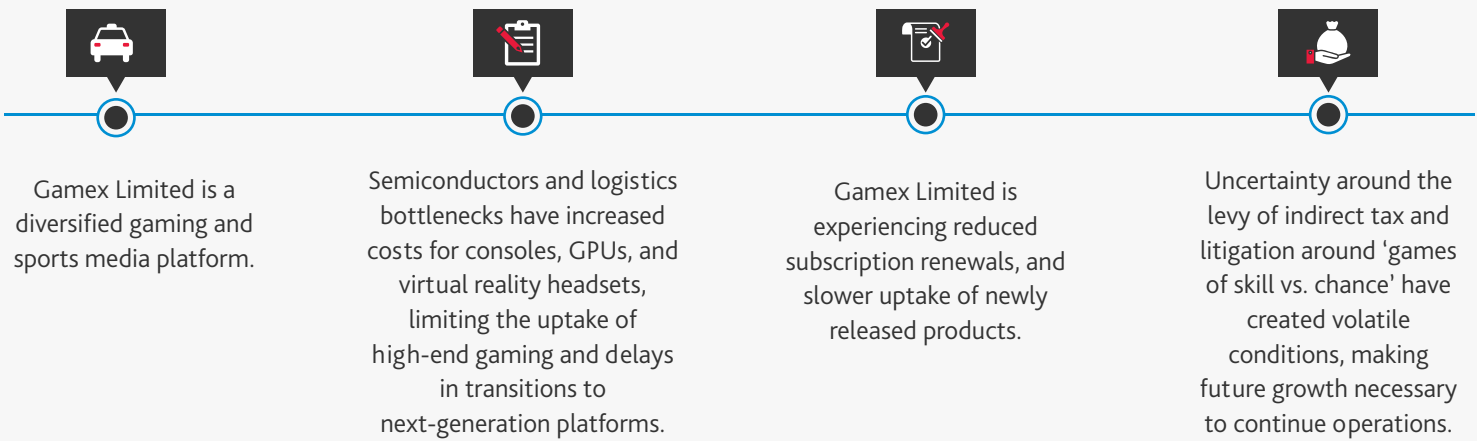 Gamex Limited is a
diversified gaming and
sports media platform.
Semiconductors and logistics
bottlenecks have increased
costs for consoles, GPUs, and
virtual reality headsets,
limiting the uptake of
high-end gaming and delays
in transitions to
next-generation platforms.
Gamex Limited is
experiencing reduced
subscription renewals, and
slower uptake of newly
released products.
Uncertainty around the
levy of indirect tax and
litigation around ‘games
of skill vs. chance’ have
created volatile
conditions, making
future growth necessary
to continue operations.